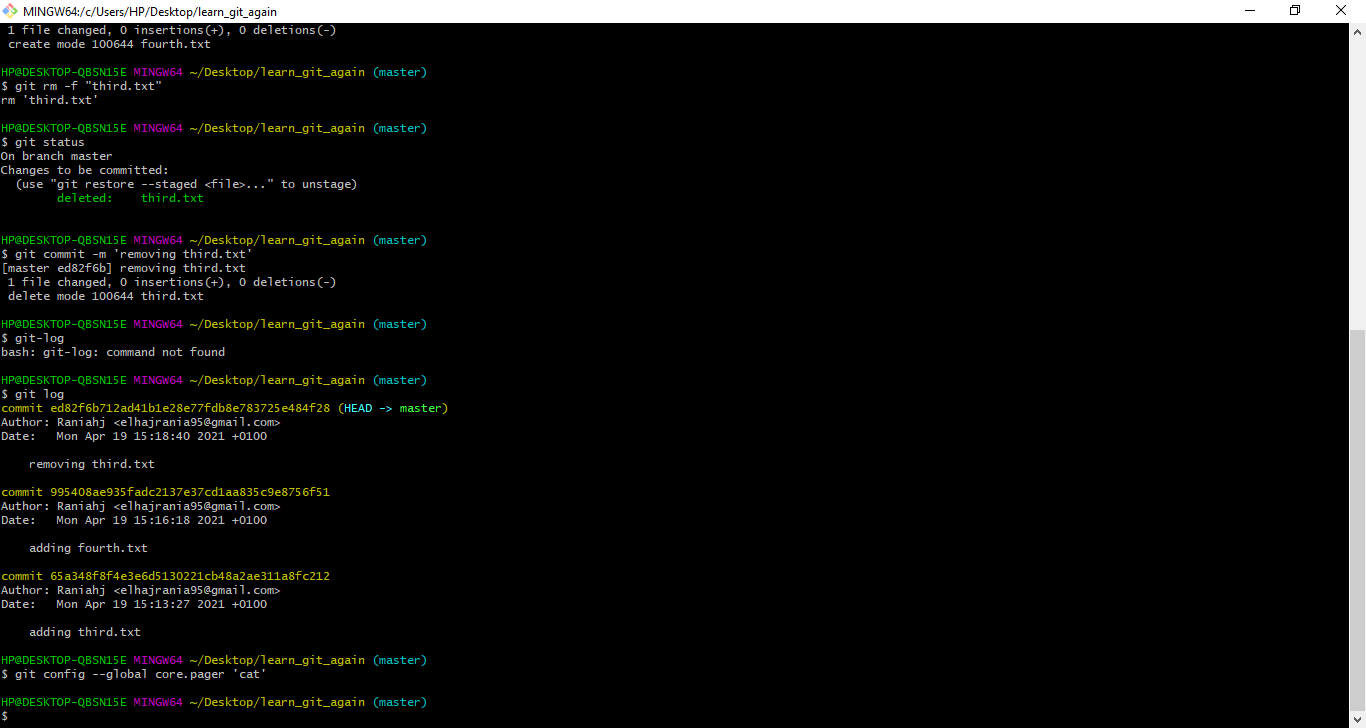 MINGW64:/c/Users/HP/Desktop/learn_git_again
1 file changed, 0 insertions(+), 0 deletions(-)
create mode 100644 fourth.txt
HP@DESKTOP-QBSN15E MINGW64 ~/Desktop/learn_git_again (master)
$ git rm -f "third.txt"
rm 'third.txt'
HP@DESKTOP-QBSN15E MINGW64 ~/Desktop/learn_git_again (master)
$ git status
On branch master
Changes to be committed:
(use "git restore --staged <file>..." to unstage)
deleted:    third.txt
HP@DESKTOP-QBSN15E MINGW64 ~/Desktop/learn_git_again (master)
$ git commit -m 'removing third.txt'
[master ed82f6b] removing third.txt
1 file changed, 0 insertions(+), 0 deletions(-)
delete mode 100644 third.txt
HP@DESKTOP-QBSN15E MINGW64 ~/Desktop/learn_git_again (master)
$ git-log
bash: git-log: command not found
HP@DESKTOP-QBSN15E MINGW64 ~/Desktop/learn_git_again (master)
$ git log
commit ed82f6b712ad41b1e28e77fdb8e783725e484f28 (HEAD -> master)
Author: Raniahj <elhajrania95@gmail.com>
Date:   Mon Apr 19 15:18:40 2021 +0100
removing third.txt
commit 995408ae935fadc2137e37cd1aa835c9e8756f51
Author: Raniahj <elhajrania95@gmail.com>
Date:   Mon Apr 19 15:16:18 2021 +0100
adding fourth.txt
commit 65a348f8f4e3e6d5130221cb48a2ae311a8fc212
Author: Raniahj <elhajrania95@gmail.com>
Date:   Mon Apr 19 15:13:27 2021 +0100
adding third.txt
HP@DESKTOP-QBSN15E MINGW64 ~/Desktop/learn_git_again (master)
$ git config --global core.pager 'cat'
HP@DESKTOP-QBSN15E MINGW64 ~/Desktop/learn_git_again (master)
$